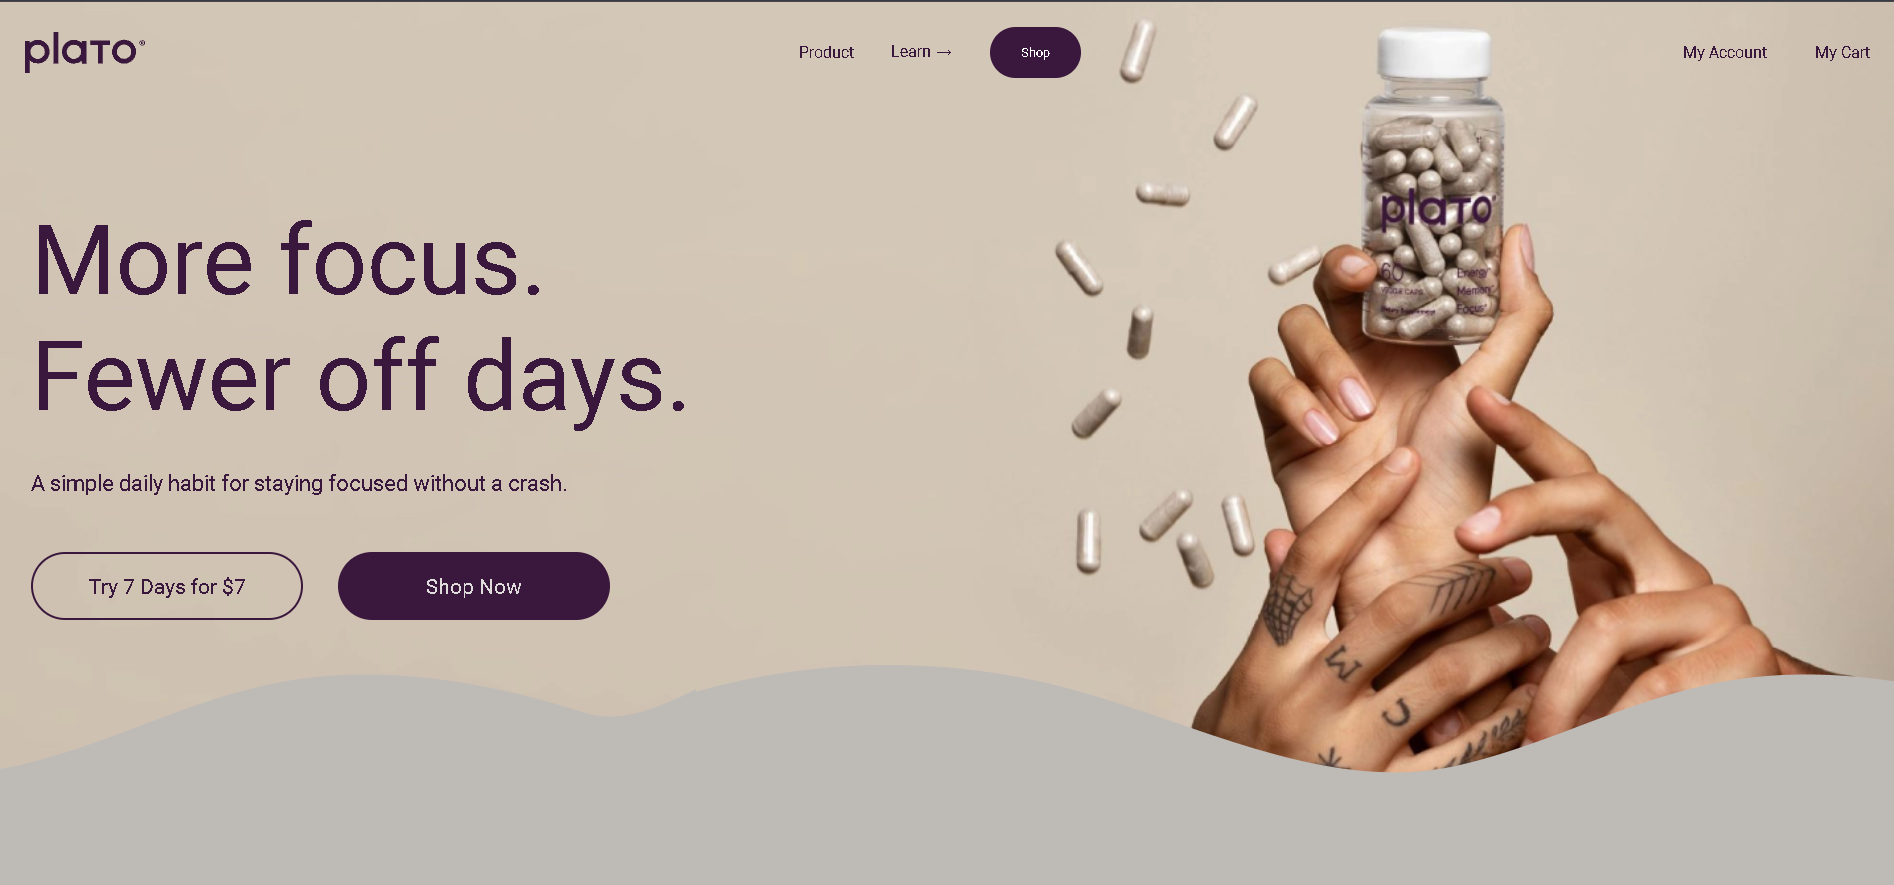 plato®
Product
Learn →
Shop
My Account
My Cart
More focus.
Fewer off days.
A simple daily habit for staying focused without a crash.
Try 7 Days for $7
Shop Now
plato
60
Energy
Memory
Focus